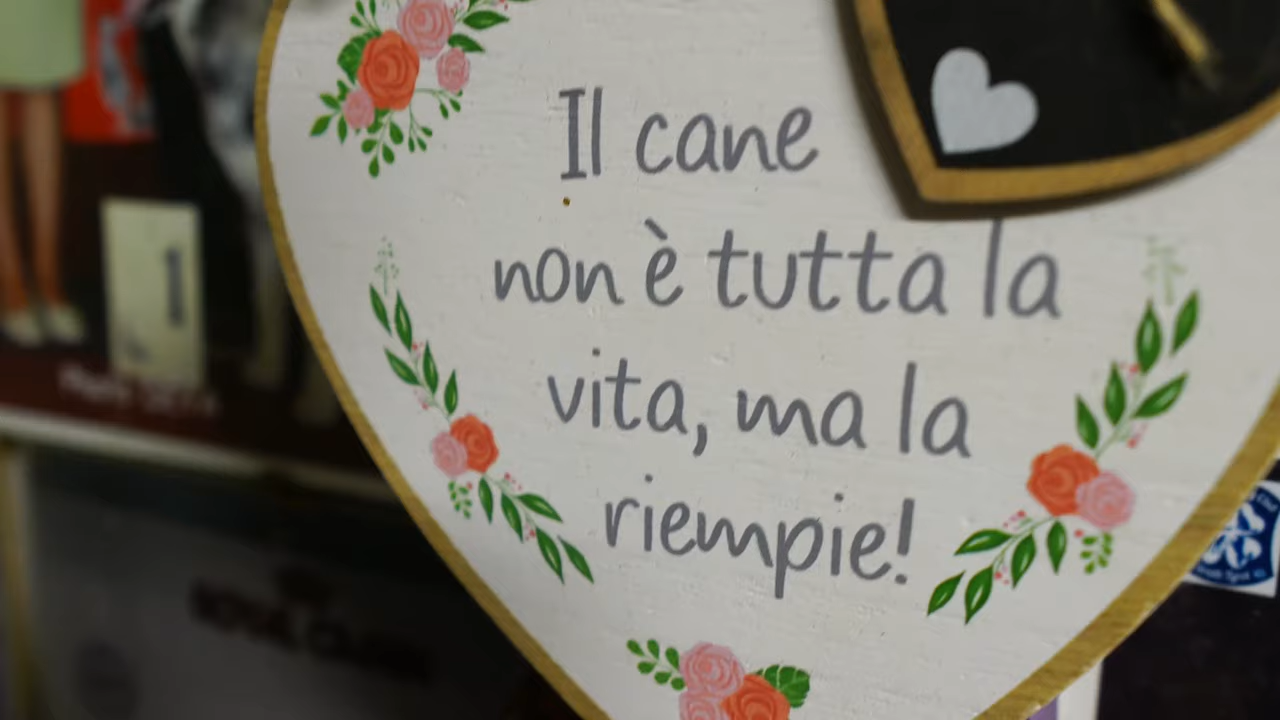 Il cane
non è tutta la
vita, ma la
riempie!